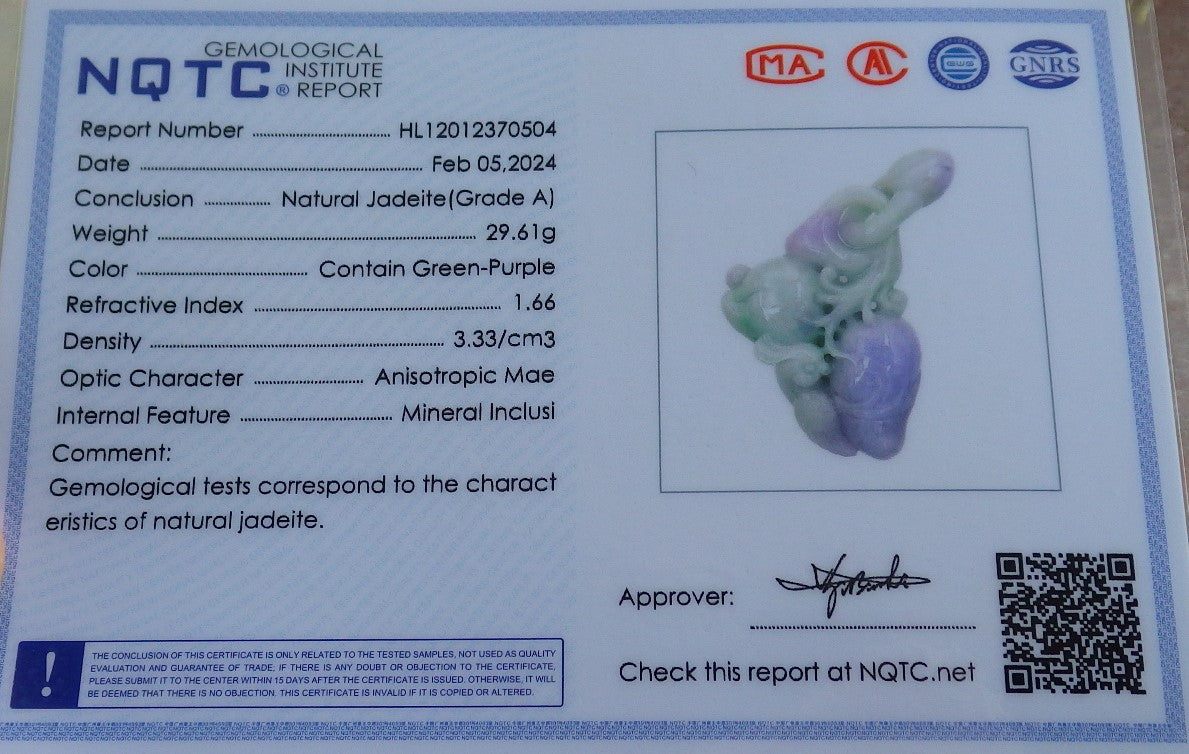 GEMOLOGICAL
NQTC® INSTITUTE
REPORT
MA
GNRS
Report Number HL12012370504
Date Feb 05,2024
Conclusion Natural Jadeite(Grade A)
Weight 29.61g
Color Contain Green-Purple
Refractive Index 1.66
Density 3.33/cm3
Optic Character Anisotropic Mae
Internal Feature Mineral Inclusi
Comment:
Gemological tests correspond to the charact
eristics of natural jadeite.
! THE CONCLUSION OF THIS CERTIFICATE IS ONLY RELATED TO THE TESTED SAMPLES, NOT USED AS QUALITY
EVALUATION AND GUARANTEE OF TRADE. IF THERE IS ANY DOUBT OR OBJECTION TO THE CERTIFICATE,
PLEASE SUBMIT IT TO THE CENTER WITHIN 15 DAYS AFTER THE CERTIFICATE IS ISSUED. OTHERWISE, IT WILL
BE DEEMED THAT THERE IS NO OBJECTION. THIS CERTIFICATE IS INVALID IF IT IS COPIED OR ALTERED.
Approver:
Check this report at NQTC.net